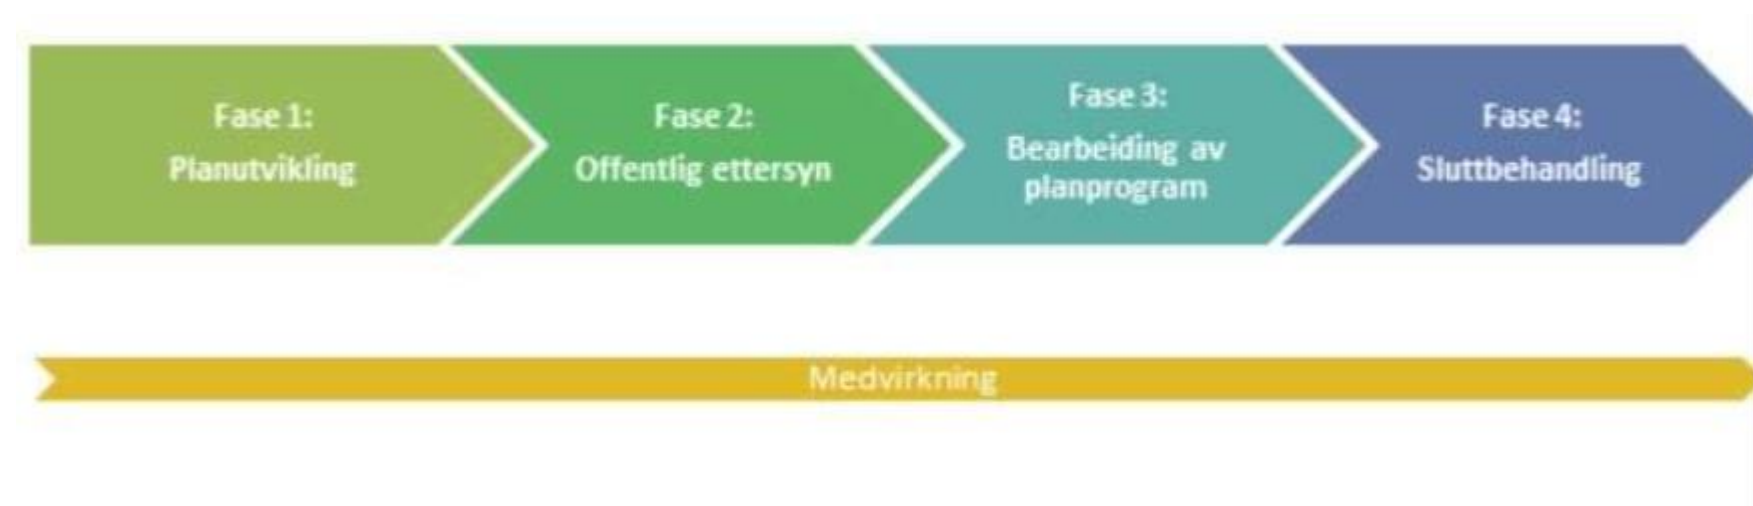 Fase 1:
Planutvikling
Fase 2:
Offentlig ettersyn
Fase 3:
Bearbeiding av
planprogram
Fase 4:
Sluttbehandling
Medvirkning